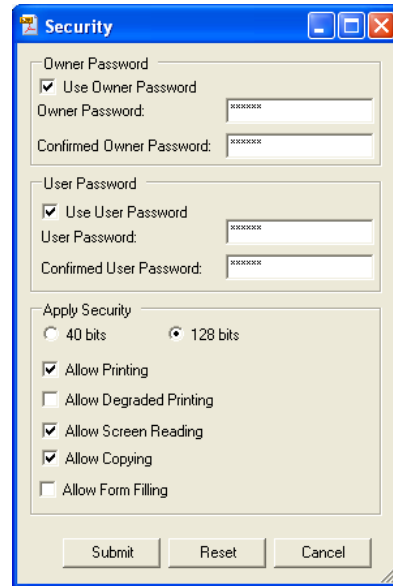 Security
Owner Password
Use Owner Password
Owner Password: ******
Confirmed Owner Password: ******
User Password
Use User Password
User Password: ******
Confirmed User Password: ******
Apply Security
40 bits 128 bits
Allow Printing
Allow Degraded Printing
Allow Screen Reading
Allow Copying
Allow Form Filling
Submit Reset Cancel